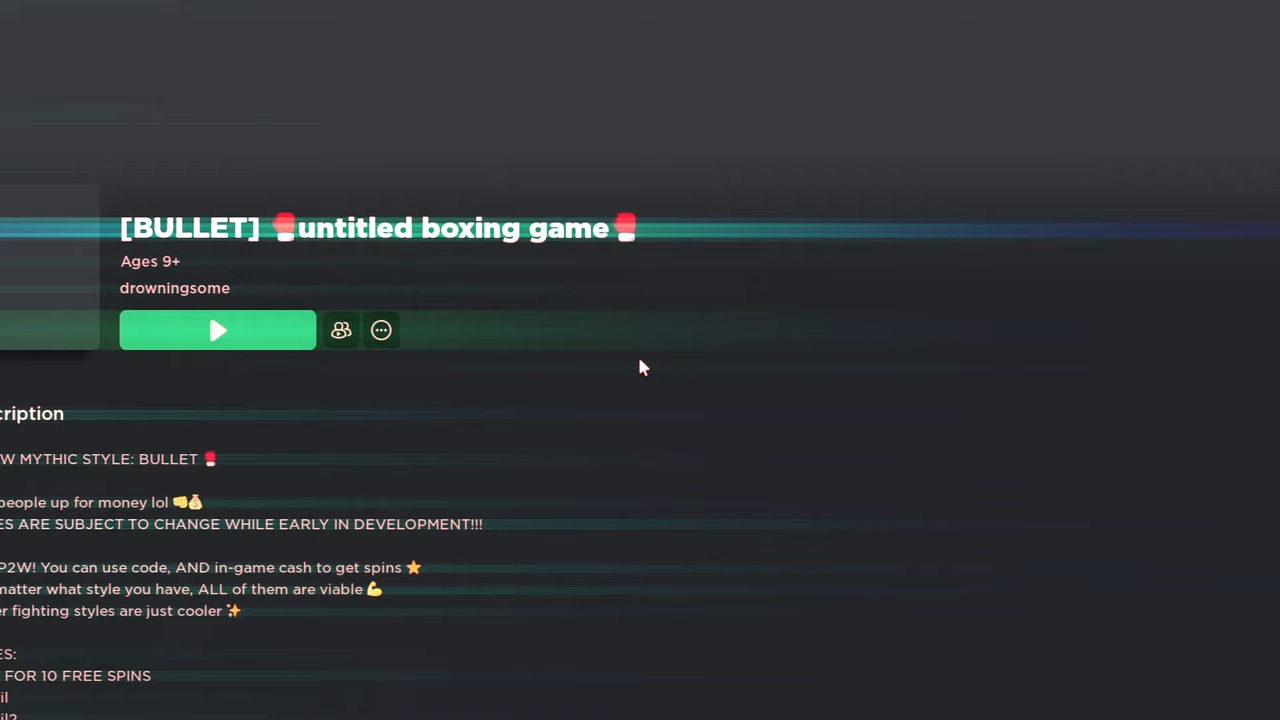 [BULLET] 🥊untitled boxing game🥊
Ages 9+
drowningsome
cription
W MYTHIC STYLE: BULLET 🥊
people up for money lol 👊💰
ES ARE SUBJECT TO CHANGE WHILE EARLY IN DEVELOPMENT!!!
P2W! You can use code, AND in-game cash to get spins ⭐
matter what style you have, ALL of them are viable 💪
er fighting styles are just cooler ✨
ES:
FOR 10 FREE SPINS
il
il2